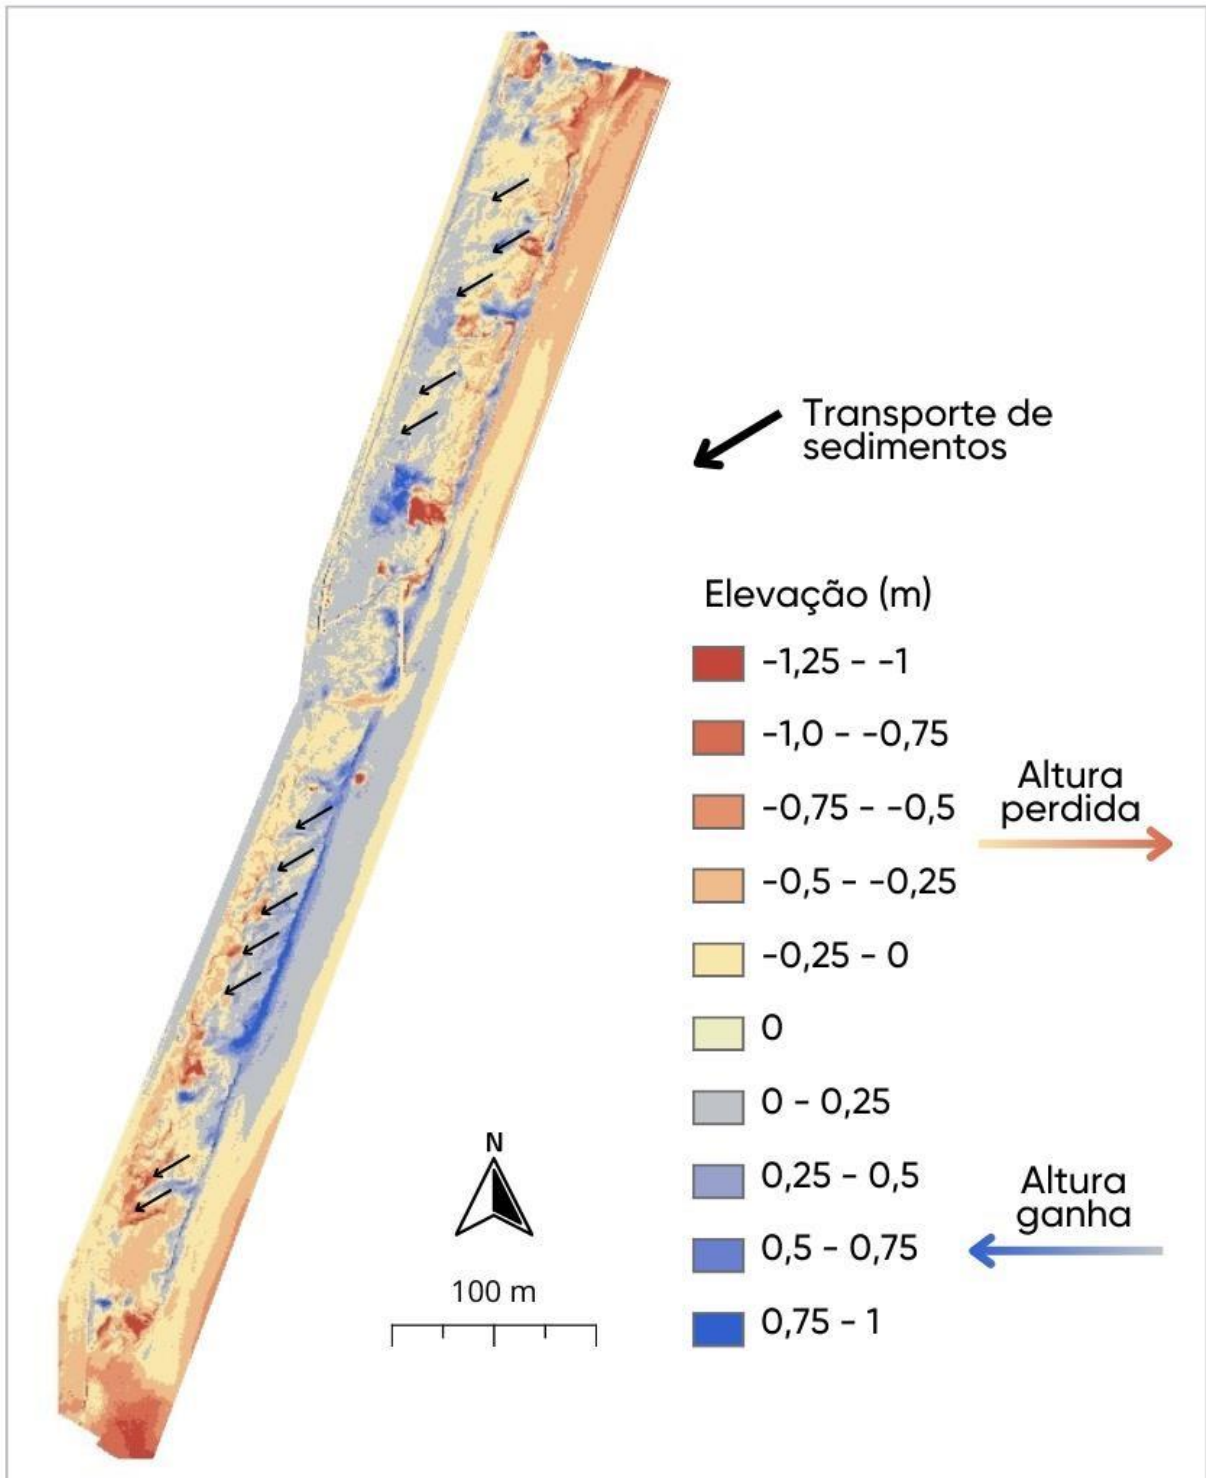 Transporte de
sedimentos
Elevação (m)
-1,25 - -1
-1,0 - -0,75
-0,75 - -0,5
-0,5 - -0,25
-0,25 - 0
0
0 - 0,25
0,25 - 0,5
0,5 - 0,75
0,75 - 1
Altura
perdida
Altura
ganha
N
100 m